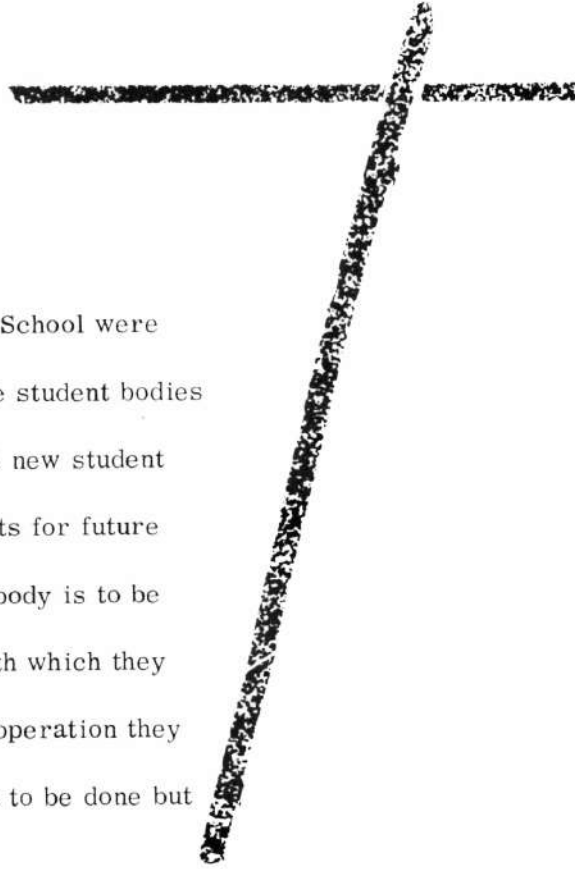 School were
student bodies
new student
for future
body is to be
which they
operation they
to be done but